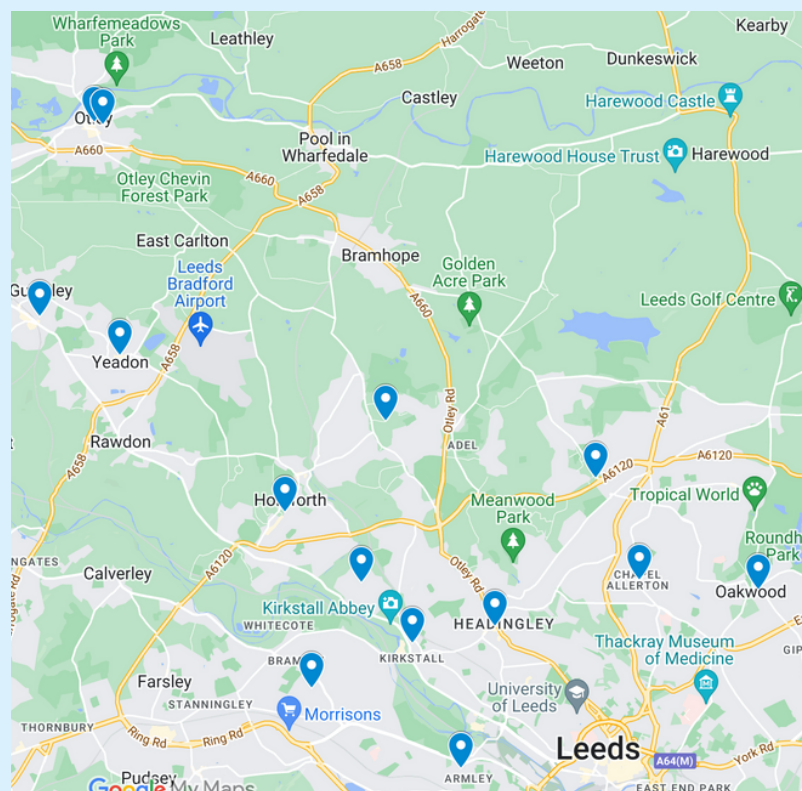 Kearby
Wharfemeadows
Park
Leathley
Harrogate
A658
Weeton
Dunkeswick
Castley
Harewood Castle
Otley
Pool in
Wharfedale
A660
Harewood House Trust
Harewood
Otley Chevin
Forest Park
A660
A658
East Carlton
Bramhope
Leeds
Bradford
Airport
Golden
Acre Park
Leeds Golf Centre
A660
Yeadon
A658
Otley Rd
A61
Rawdon
ADEL
A658
A6120
A6120
Tropical World
Meanwood
Park
A6120
Otley Rd
Calverley
CHAPEL
ALLERTON
Oakwood
Kirkstall Abbey
WHITECOTE
HEADINGLEY
KIRKSTALL
Thackray Museum
of Medicine
Farsley
STANNINGLEY
University
of Leeds
Morrisons
THORNBURY
Ring Rd
Ring Rd
Leeds
A64(M)
York Rd
Pudsey
Google My Maps
ARMLEY
EAST END PARK